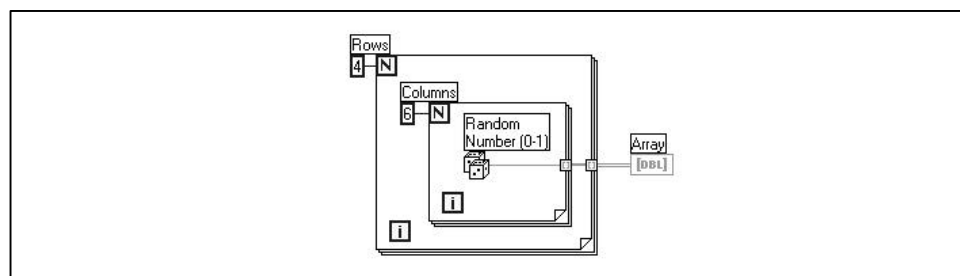 Rows
4 N
Columns
6 N
Random
Number (0-1)
Array
[DBL]
i
i